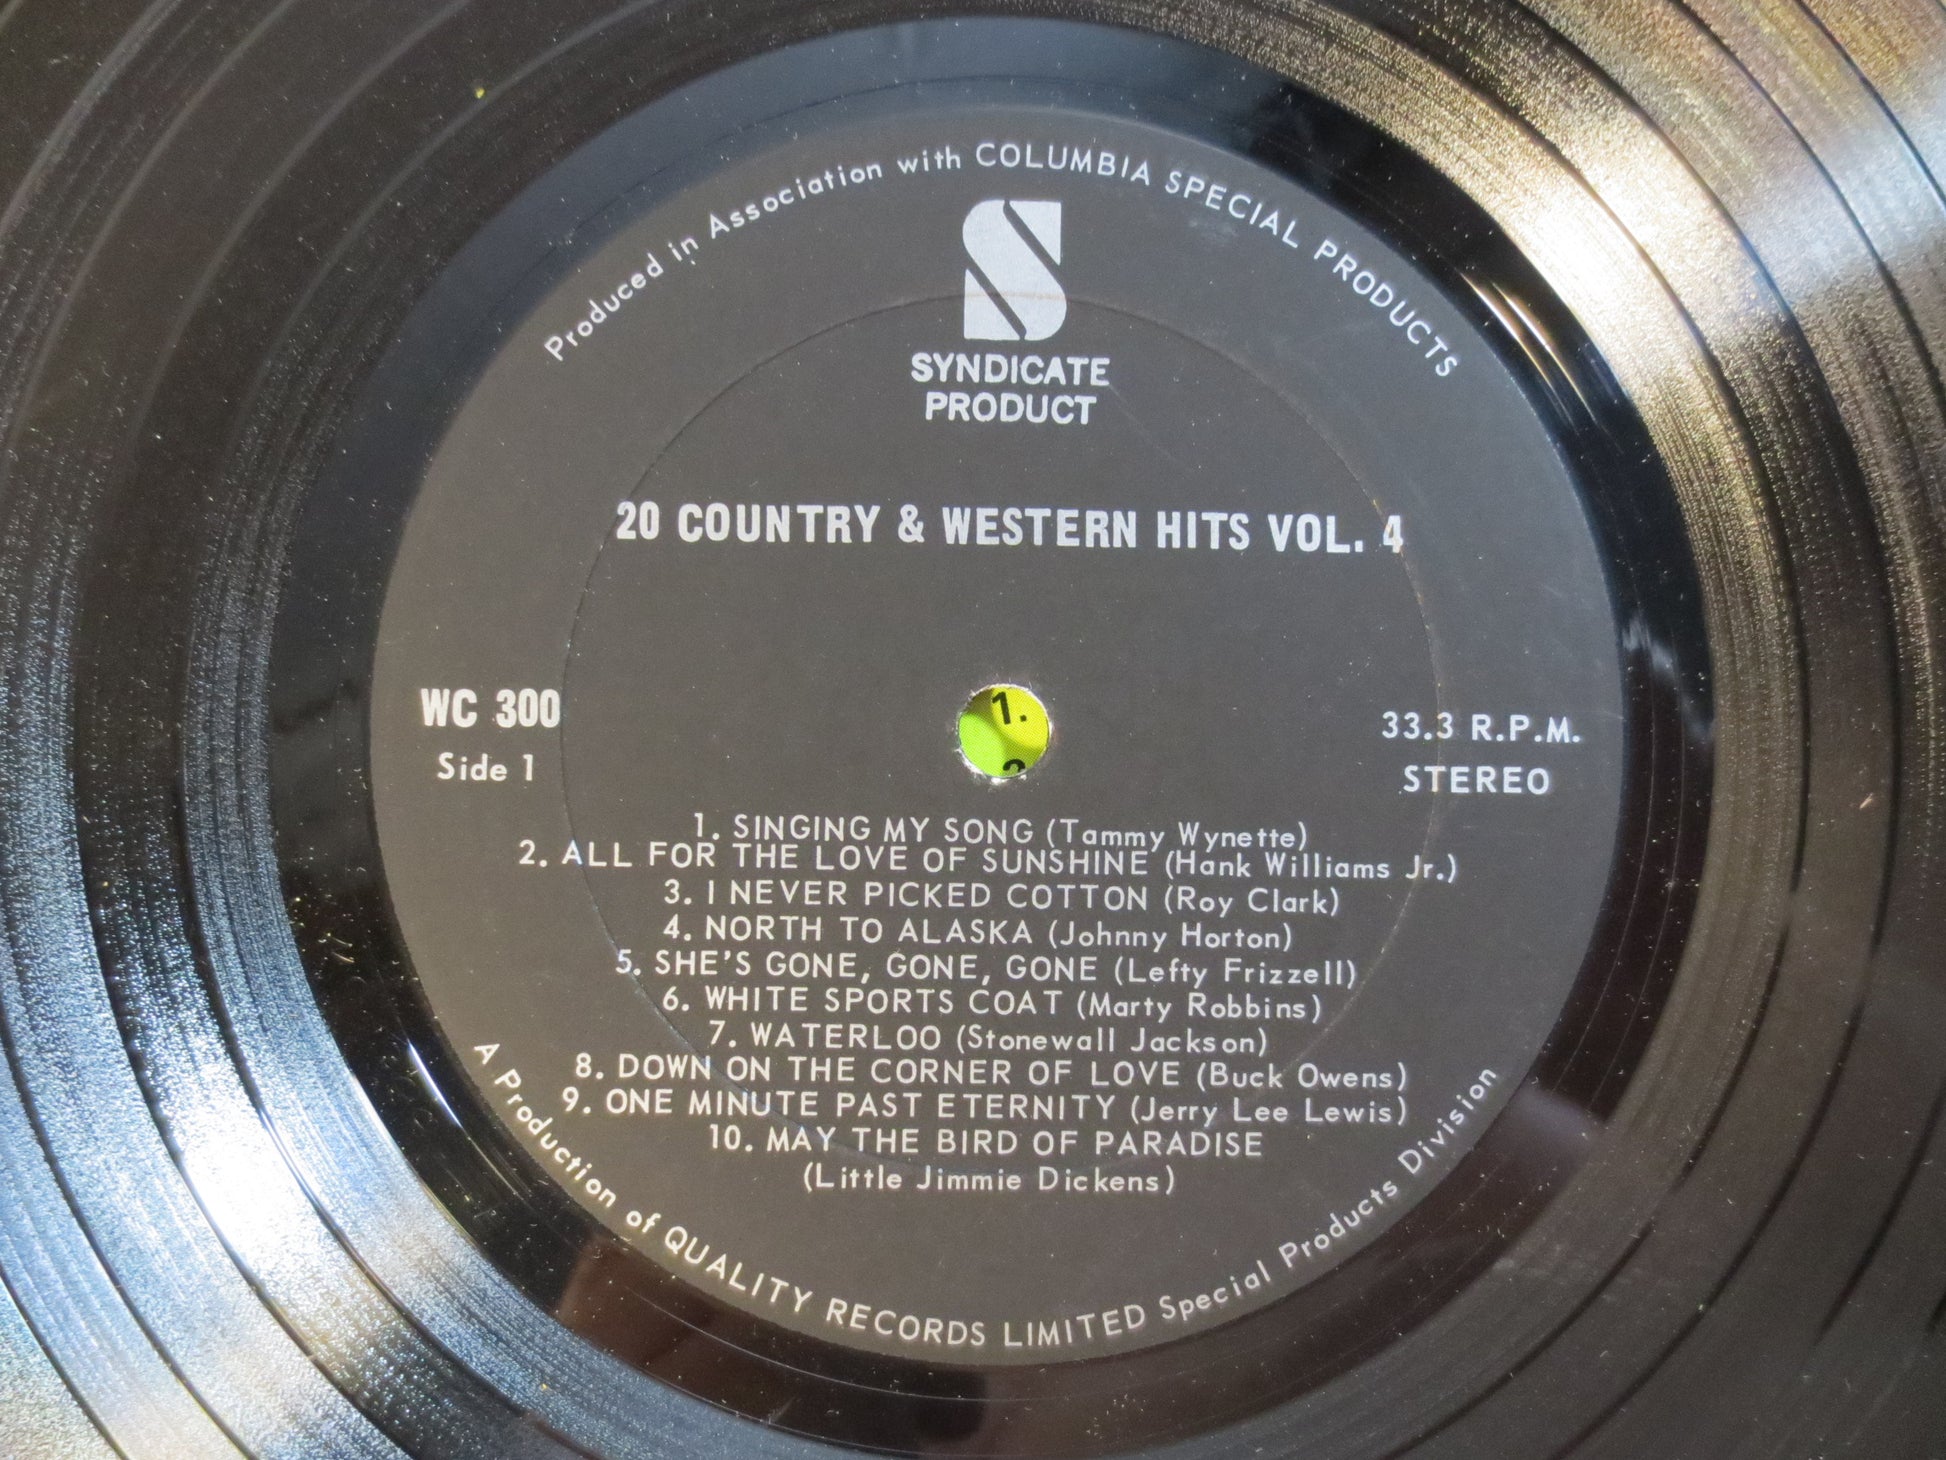 Produced in Association with COLUMBIA SPECIAL PRODUCTS
S
SYNDICATE
PRODUCT
20 COUNTRY & WESTERN HITS VOL. 4
WC 300
Side 1
1.
33.3 R.P.M.
STEREO
1. SINGING MY SONG (Tammy Wynette)
2. ALL FOR THE LOVE OF SUNSHINE (Hank Williams Jr.)
3. I NEVER PICKED COTTON (Roy Clark)
4. NORTH TO ALASKA (Johnny Horton)
5. SHE'S GONE, GONE, GONE (Lefty Frizzell)
6. WHITE SPORTS COAT (Marty Robbins)
7. WATERLOO (Stonewall Jackson)
8. DOWN ON THE CORNER OF LOVE (Buck Owens)
9. ONE MINUTE PAST ETERNITY (Jerry Lee Lewis)
10. MAY THE BIRD OF PARADISE
(Little Jimmie Dickens)
A Production of QUALITY RECORDS LIMITED Special Products Division